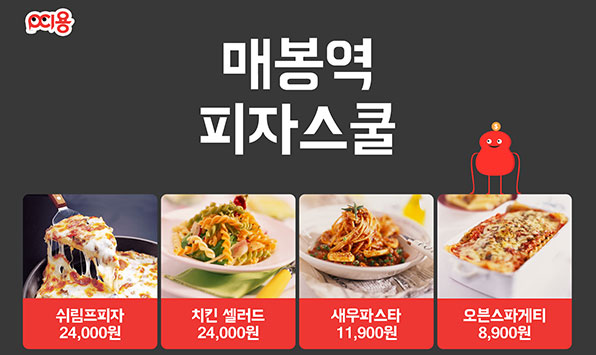 띠용
매봉역
피자스쿨
쉬림프피자
24,000원
치킨 셀러드
24,000원
새우파스타
11,900원
오븐스파게티
8,900원